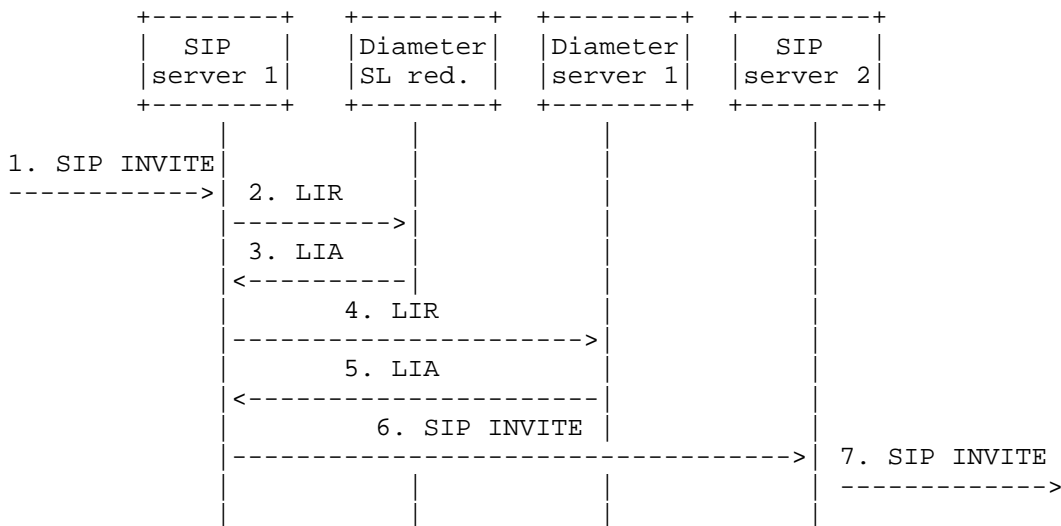 SIP Diameter Diameter SIP
server 1 SL red. server 1 server 2
1. SIP INVITE
2. LIR
3. LIA
4. LIR
5. LIA
6. SIP INVITE
7. SIP INVITE